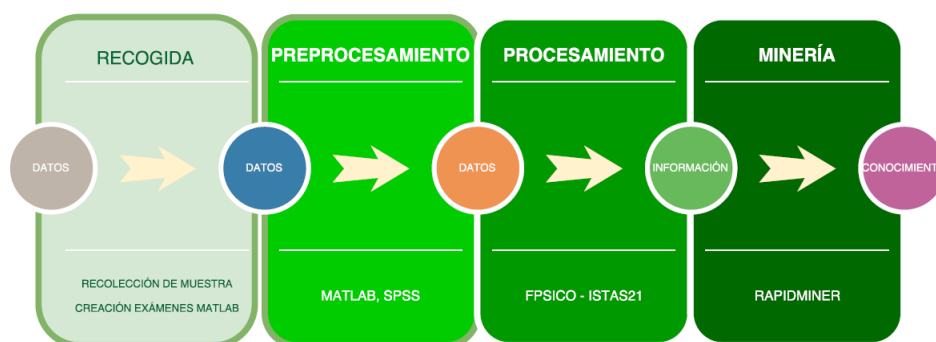 RECOGIDA
PREPROCESAMIENTO
PROCESAMIENTO
MINERÍA
DATOS
DATOS
DATOS
INFORMACIÓN
CONOCIMIENT
RECOLECCIÓN DE MUESTRA
CREACIÓN EXÁMENES MATLAB
MATLAB, SPSS
FPSICO - ISTAS21
RAPIDMINER